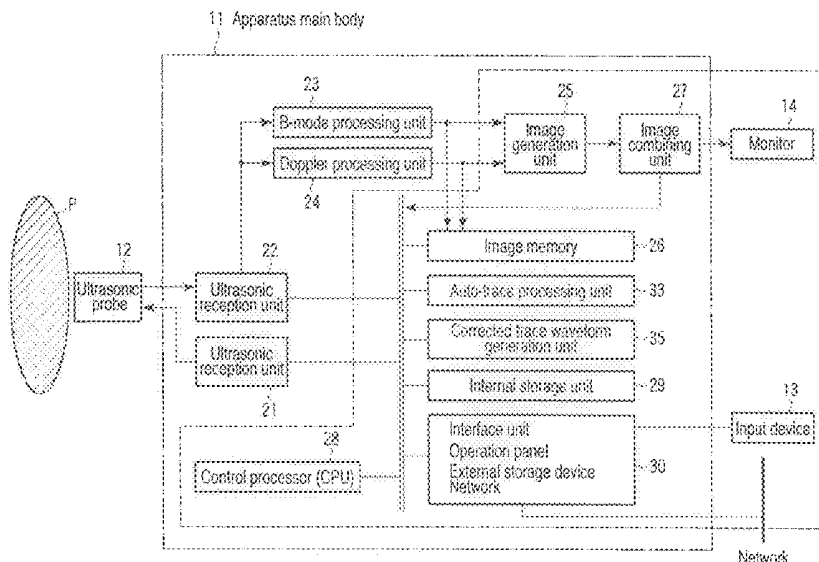 11 Apparatus main body
23
B-mode processing unit
Doppler processing unit
24
25
Image
generation
unit
27
Image
combining
unit
14
Monitor
P
12
Ultrasonic
probe
22
Ultrasonic
reception unit
Ultrasonic
reception unit
21
28
Control processor (CPU)
Image memory
26
Auto-trace processing unit
33
Corrected trace waveform
generation unit
35
Internal storage unit
29
Interface unit
Operation panel
External storage device
Network
30
13
Input device
Network